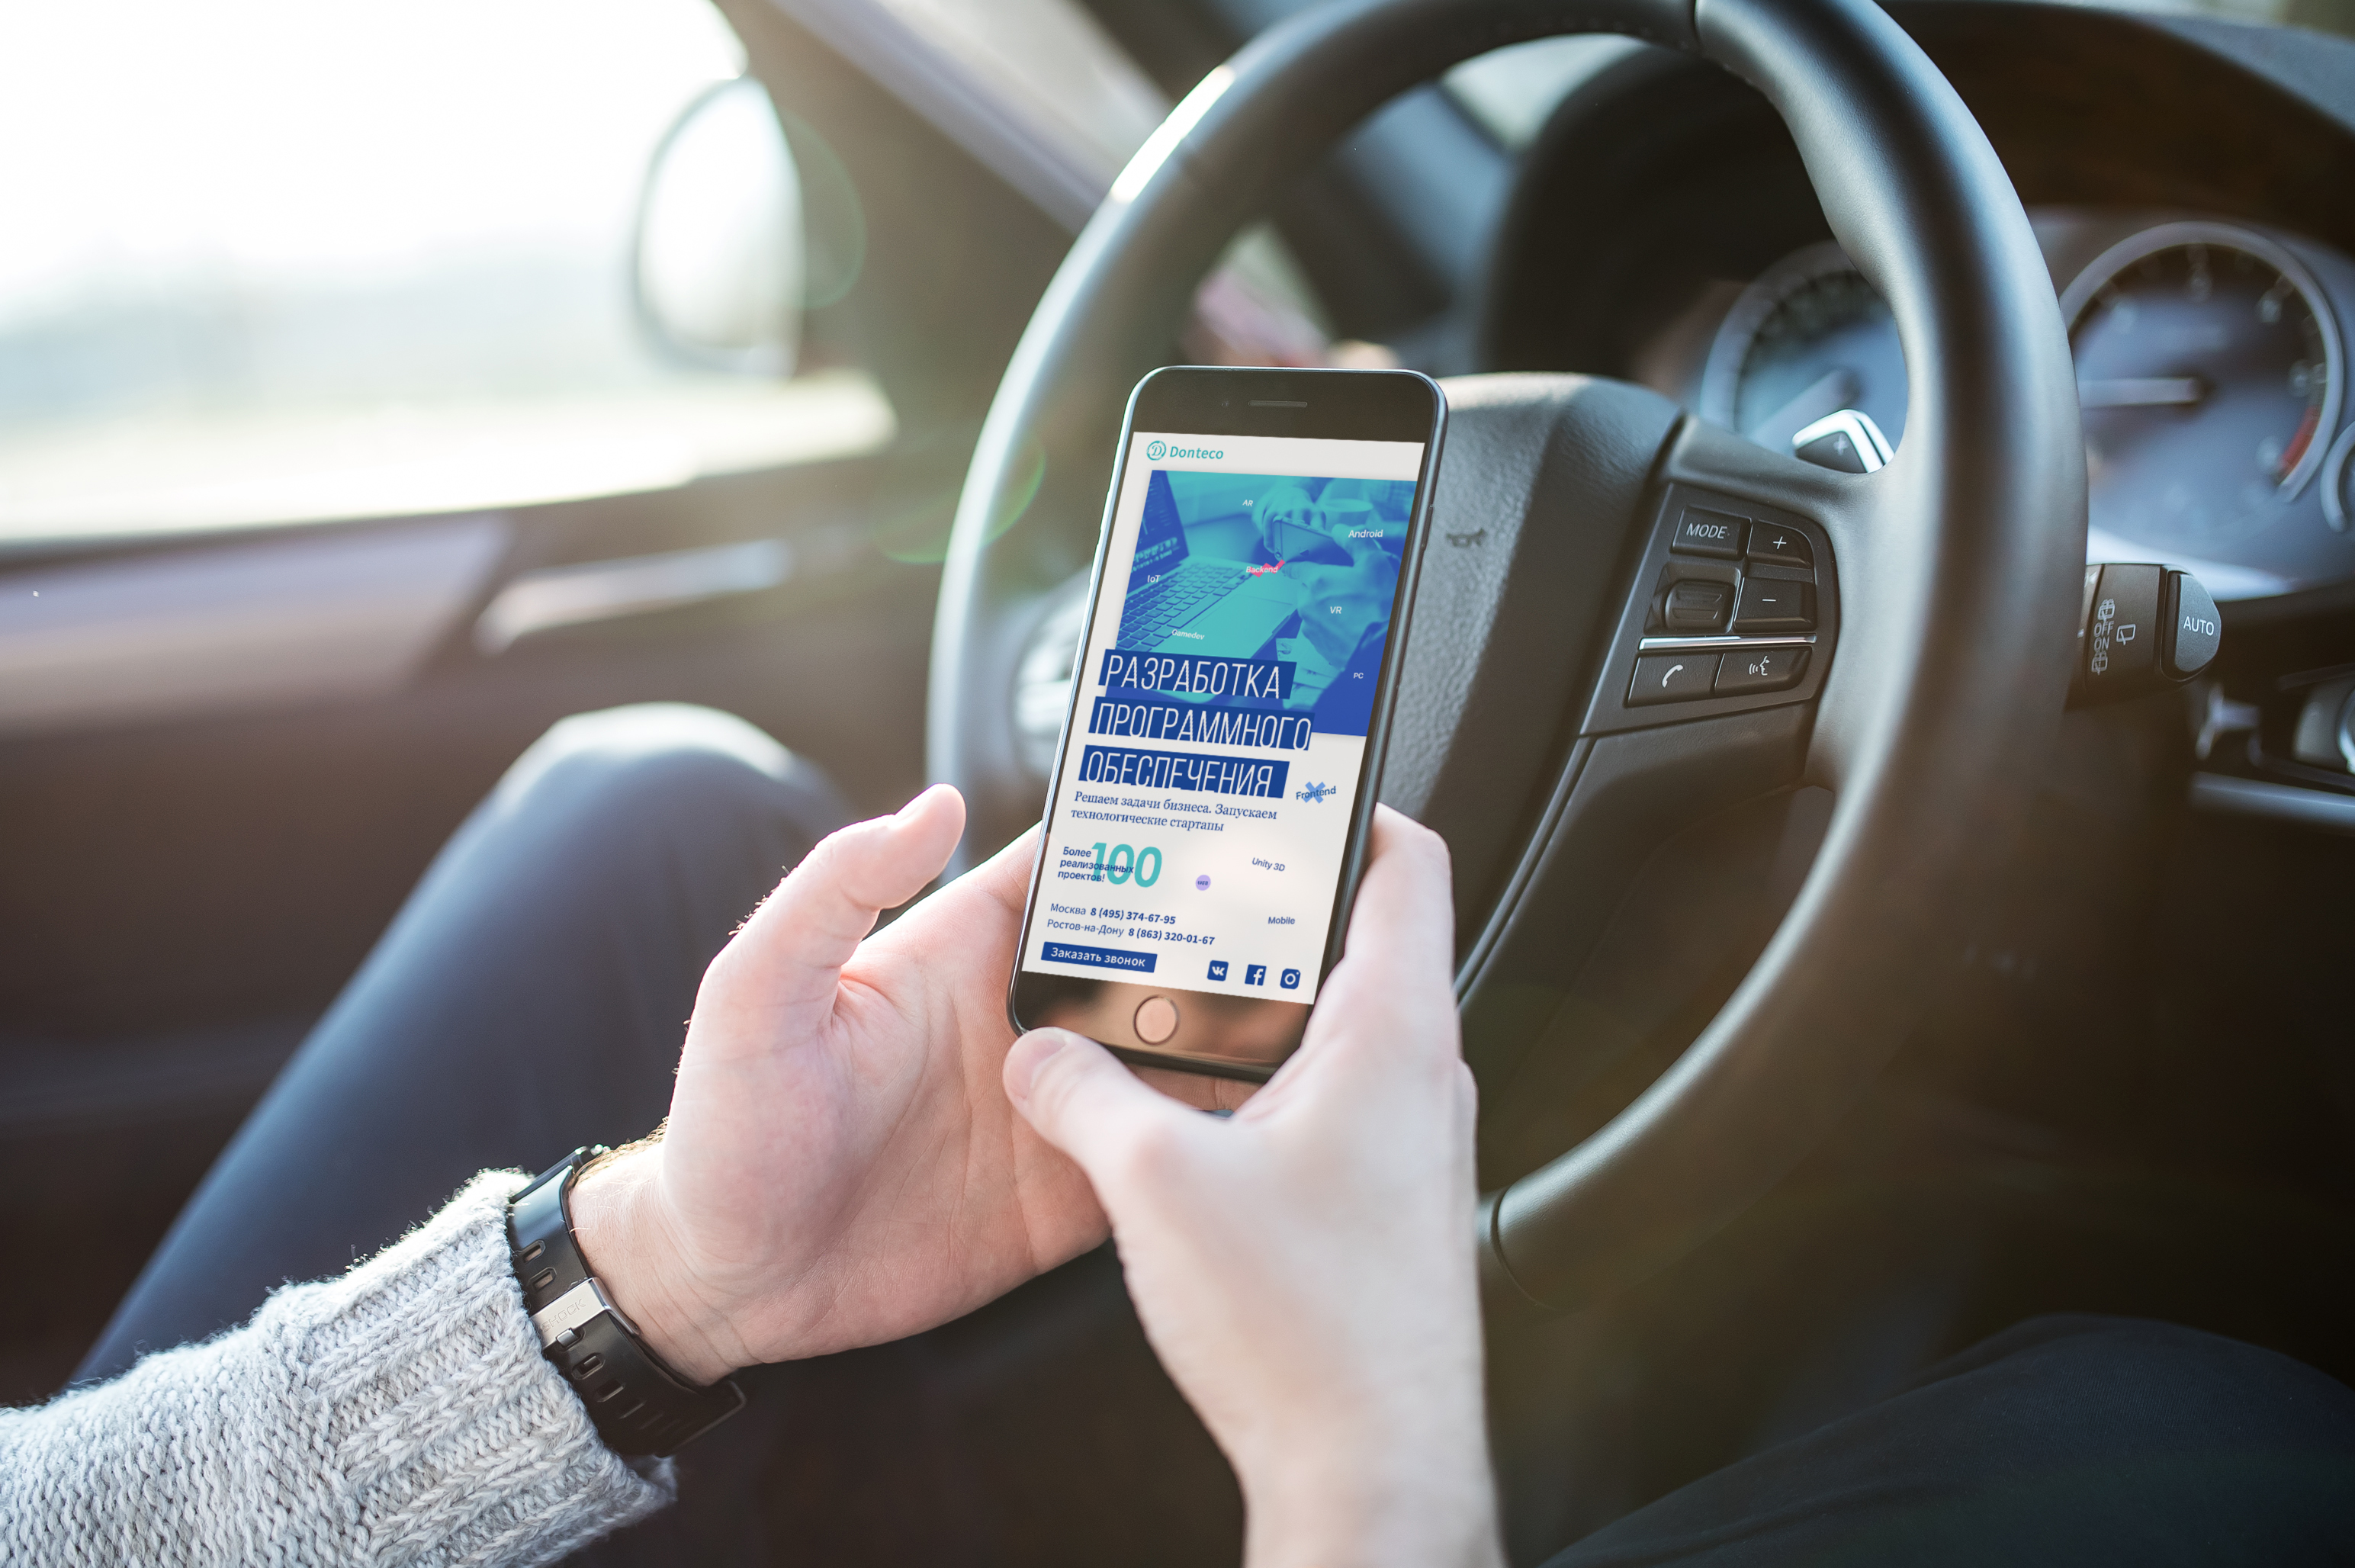 Donteco
AR
Android
Backend
IoT
VR
Gamedev
PC
РАЗРАБОТКА
ПРОГРАММНОГО
ОБЕСПЕЧЕНИЯ
Frontend
Решаем задачи бизнеса. Запускаем
технологические стартапы
Более 100
реализованных
проектов!
Unity 3D
Mobile
Москва 8 (495) 374-67-95
Ростов-на-Дону 8 (863) 320-01-67
Заказать звонок
MODE
+
−
OFF
ON
AUTO